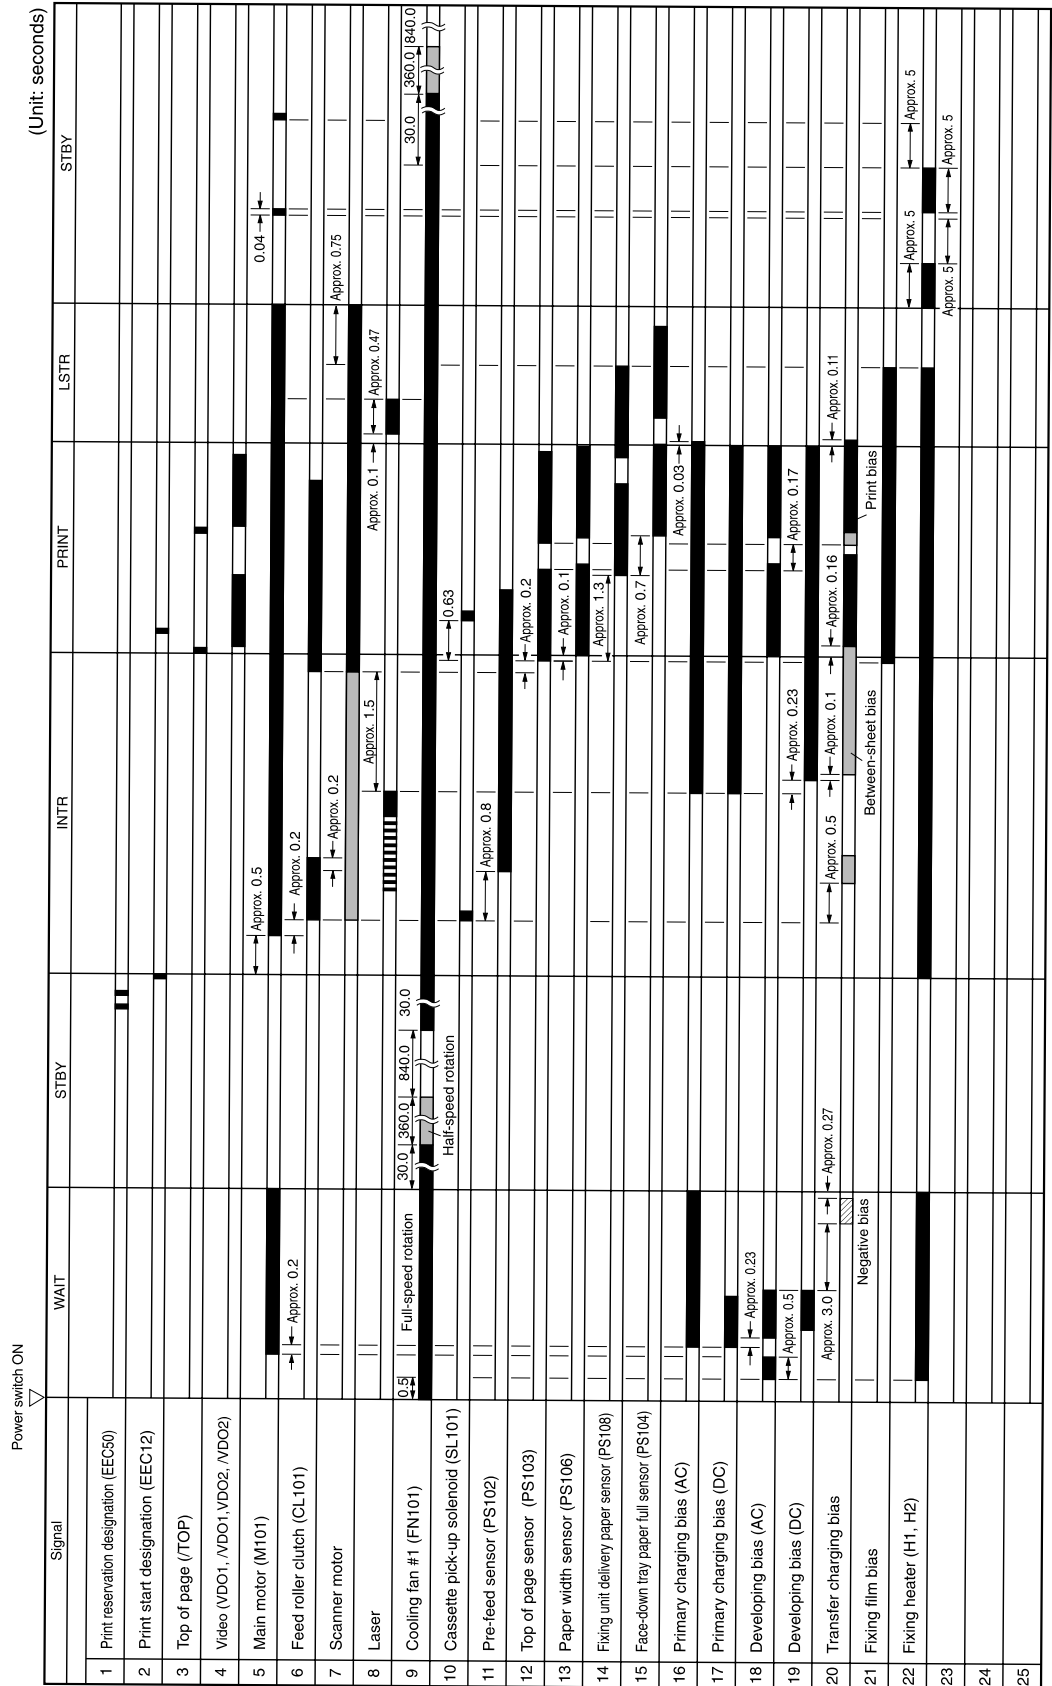 (Unit: seconds)
Power switch ON
Signal
WAIT
STBY
INTR
PRINT
LSTR
STBY
1 Print reservation designation (EEC50)
2 Print start designation (EEC12)
3 Top of page (/TOP)
4 Video (VDO1, /VDO1,VDO2, /VDO2)
5 Main motor (M101)
Approx. 0.5
0.04
6 Feed roller clutch (CL101)
Approx. 0.2
Approx. 0.2
7 Scanner motor
Approx. 0.2
Approx. 0.75
8 Laser
Approx. 1.5
Approx. 0.1
Approx. 0.47
9 Cooling fan #1 (FN101)
0.5
Full-speed rotation
30.0
360.0
840.0
30.0
30.0
360.0
840.0
10 Cassette pick-up solenoid (SL101)
Half-speed rotation
0.63
11 Pre-feed sensor (PS102)
Approx. 0.8
12 Top of page sensor (PS103)
Approx. 0.2
13 Paper width sensor (PS106)
Approx. 0.1
14 Fixing unit delivery paper sensor (PS108)
Approx. 1.3
15 Face-down tray paper full sensor (PS104)
Approx. 0.7
16 Primary charging bias (AC)
Approx. 0.03
17 Primary charging bias (DC)
18 Developing bias (AC)
Approx. 0.23
19 Developing bias (DC)
Approx. 0.5
Approx. 0.23
Approx. 0.17
20 Transfer charging bias
Approx. 3.0
Approx. 0.27
Approx. 0.5
Approx. 0.1
Approx. 0.16
Approx. 0.11
21 Fixing film bias
Negative bias
Between-sheet bias
Print bias
22 Fixing heater (H1, H2)
Approx. 5
Approx. 5
23
Approx. 5
Approx. 5
24
25